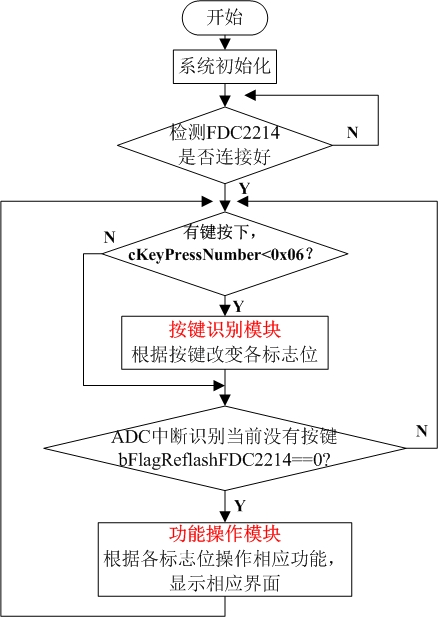 开始
系统初始化
检测FDC2214
是否连接好
N
Y
有键按下，
cKeyPressNumber<0x06？
N
Y
按键识别模块
根据按键改变各标志位
ADC中断识别当前没有按键
bFlagReflashFDC2214==0?
N
Y
功能操作模块
根据各标志位操作相应功能，
显示相应界面